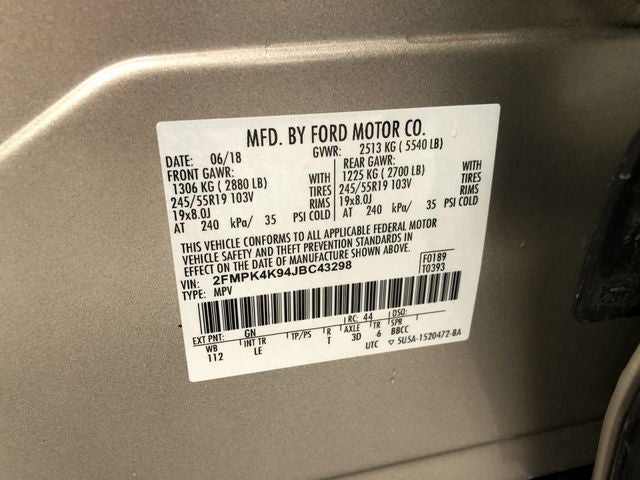 MFD. BY FORD MOTOR CO.
DATE: 06/18 GVWR: 2513 KG ( 5540 LB)
FRONT GAWR: REAR GAWR:
1306 KG ( 2880 LB) WITH 1225 KG ( 2700 LB) WITH
245/55R19 103V TIRES 245/55R19 103V TIRES
19x8.0J RIMS 19x8.0J RIMS
AT 240 kPa/ 35 PSI COLD AT 240 kPa/ 35 PSI COLD
THIS VEHICLE CONFORMS TO ALL APPLICABLE FEDERAL MOTOR
VEHICLE SAFETY AND THEFT PREVENTION STANDARDS IN
EFFECT ON THE DATE OF MANUFACTURE SHOWN ABOVE.
VIN: 2FMPK4K94JBC43298 F0189
TYPE: MPV T0393
EXT PNT: GN RC: 44 DSO:
WB INT TR TP/PS R AXLE TR SPR
112 LE T 3D 6 BBCC
UTC ▽ 5U5A-1520472-BA